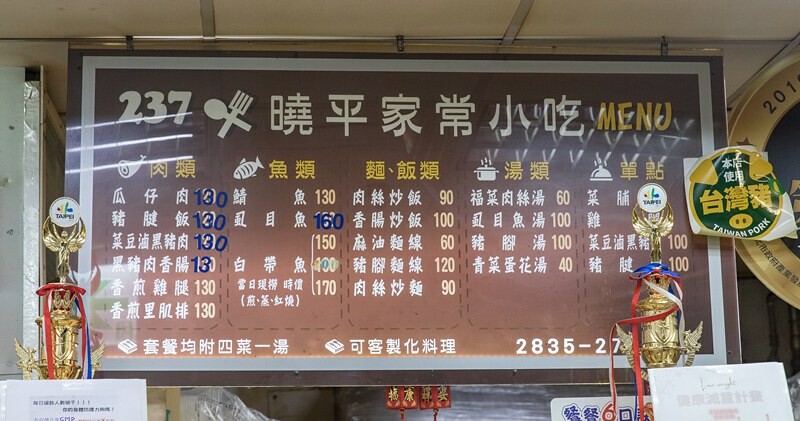 237 曉平家常小吃 MENU
肉類
瓜仔肉 130
豬腱飯 130
菜豆滷黑豬肉 130
黑豬肉香腸 13
香煎雞腿 130
香煎里肌排 130
魚類
鯖魚 130
虱目魚 160
150
白帶魚
當日現撈 時價 170
(煎·蒸·紅燒)
麵、飯類
肉絲炒飯 90
香腸炒飯 100
麻油麵線 60
豬腳麵線 120
肉絲炒麵 90
湯類
福菜肉絲湯 60
虱目魚湯 100
豬腳湯 100
青菜蛋花湯 40
單點
菜脯
雞
菜豆滷黑豬 100
豬腱 100
套餐均附四菜一湯
可客製化料理
2835-27
本店
使用
台灣豬
TAIWAN PORK
TAIPEI
TAIPEI
201
GMP
套餐6